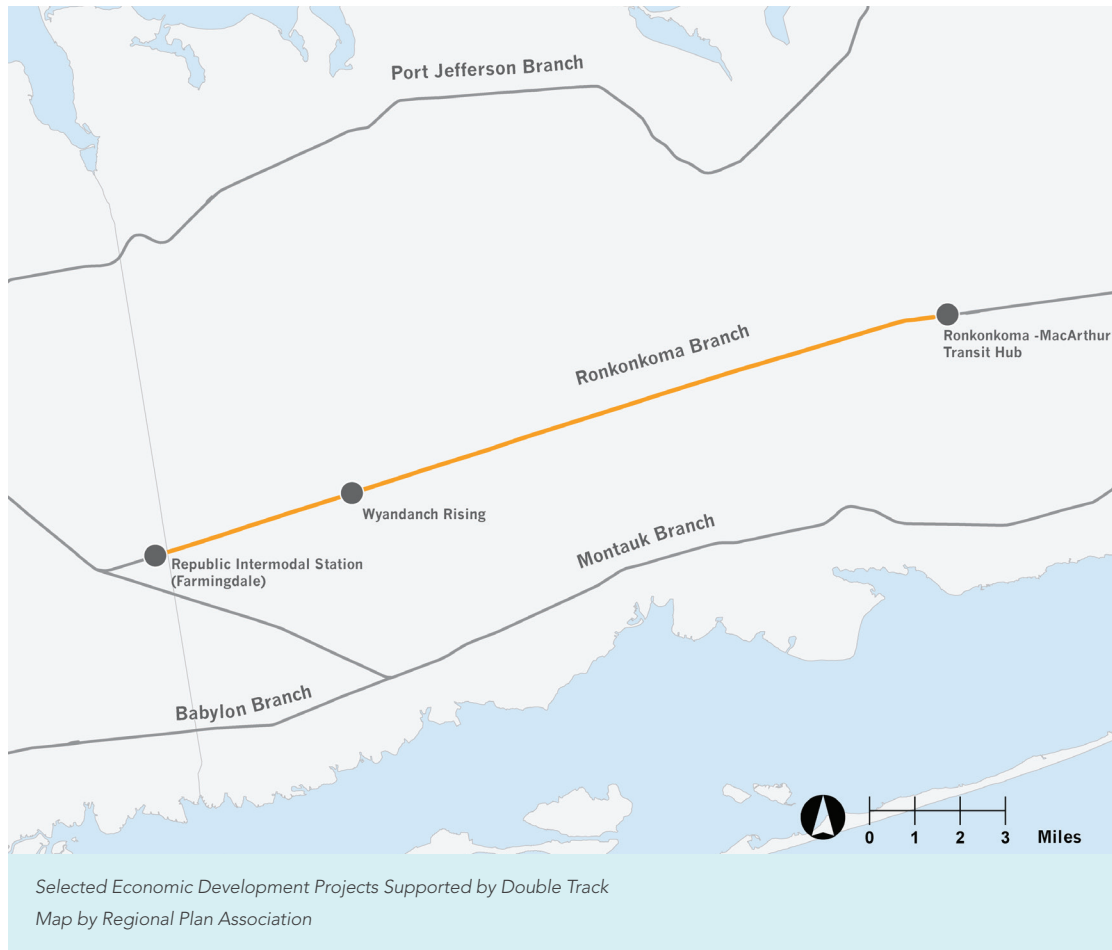 Port Jefferson Branch
Ronkonkoma Branch
Ronkonkoma -MacArthur
Transit Hub
Wyandanch Rising
Montauk Branch
Republic Intermodal Station
(Farmingdale)
Babylon Branch
0 1 2 3 Miles
Selected Economic Development Projects Supported by Double Track
Map by Regional Plan Association